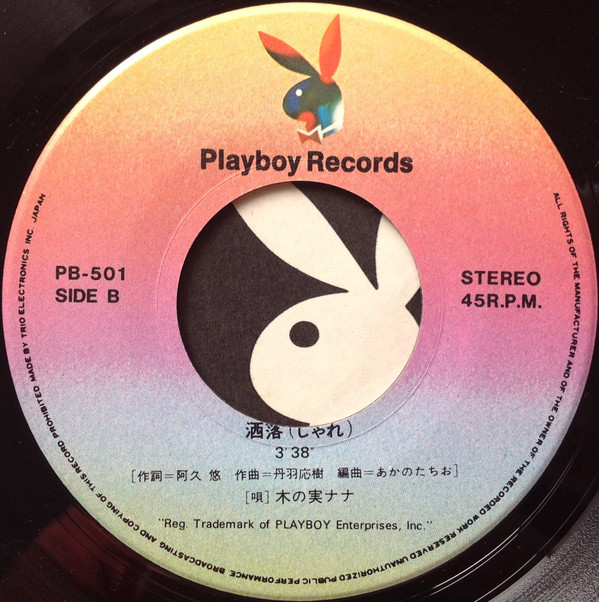 Playboy Records
PB-501
SIDE B
STEREO
45R.P.M.
洒落(しゃれ)
3′38″
[作詞=阿久 悠 作曲=丹羽応樹 編曲=あかのたちお]
[唄]木の実ナナ
"Reg. Trademark of PLAYBOY Enterprises, Inc."
ALL RIGHTS OF THE MANUFACTURER AND OF THE OWNER OF THE RECORDED WORK RESERVED UNAUTHORIZED PUBLIC PERFORMANCE, BROADCASTING AND COPYING OF THIS RECORD PROHIBITED MADE BY TRIO ELECTRONICS INC. JAPAN